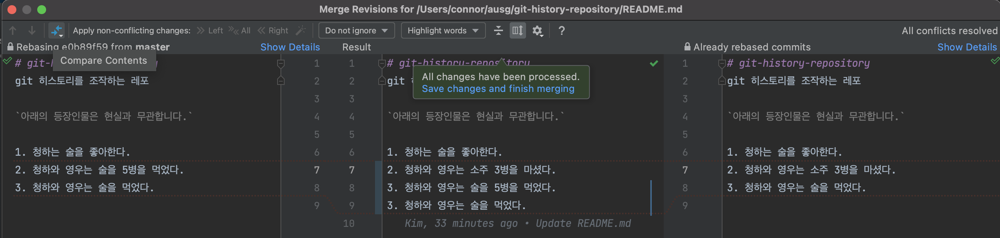 Merge Revisions for /Users/connor/ausg/git-history-repository/README.md
Apply non-conflicting changes: Left All Right Do not ignore Highlight words ? All conflicts resolved
Rebasing e0b89f59 from master Show Details Result Already rebased commits Show Details
Compare Contents
# git-h
git 히스토리를 조작하는 레포
`아래의 등장인물은 현실과 무관합니다.`
1. 청하는 술을 좋아한다.
2. 청하와 영우는 술을 5병을 먹었다.
3. 청하와 영우는 술을 먹었다.
1
2
3
4
5
6
7
8
9
1
2
3
4
5
6
7
8
9
10
# git-history-repository
All changes have been processed.
Save changes and finish merging
git
`아래의 등장인물은 현실과 무관합니다.`
1. 청하는 술을 좋아한다.
2. 청하와 영우는 소주 3병을 마셨다.
3. 청하와 영우는 술을 5병을 먹었다.
3. 청하와 영우는 술을 먹었다.
Kim, 33 minutes ago • Update README.md
1
2
3
4
5
6
7
8
9
# git-history-repository
git 히스토리를 조작하는 레포
`아래의 등장인물은 현실과 무관합니다.`
1. 청하는 술을 좋아한다.
2. 청하와 영우는 소주 3병을 마셨다.
3. 청하와 영우는 술을 먹었다.